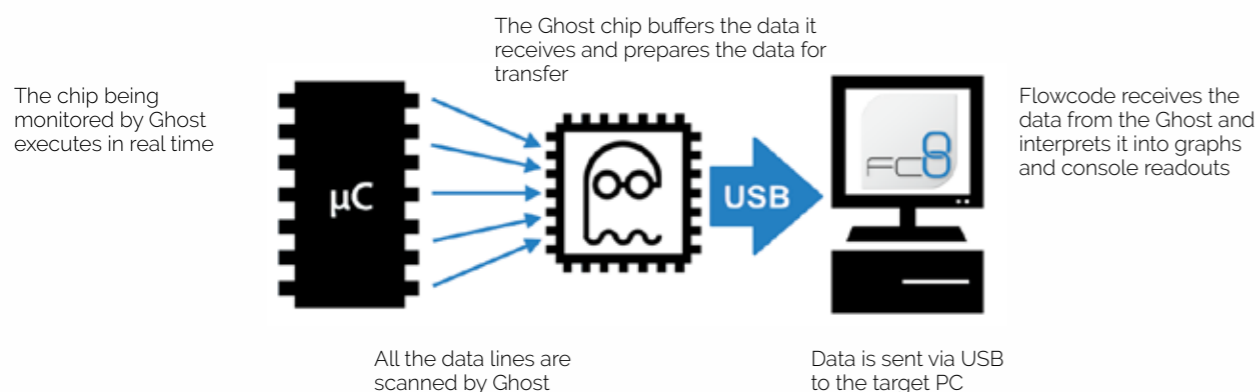 The Ghost chip buffers the data it
receives and prepares the data for
transfer
The chip being
monitored by Ghost
executes in real time
µC
USB
FC8
Flowcode receives the
data from the Ghost and
interprets it into graphs
and console readouts
All the data lines are
scanned by Ghost
Data is sent via USB
to the target PC